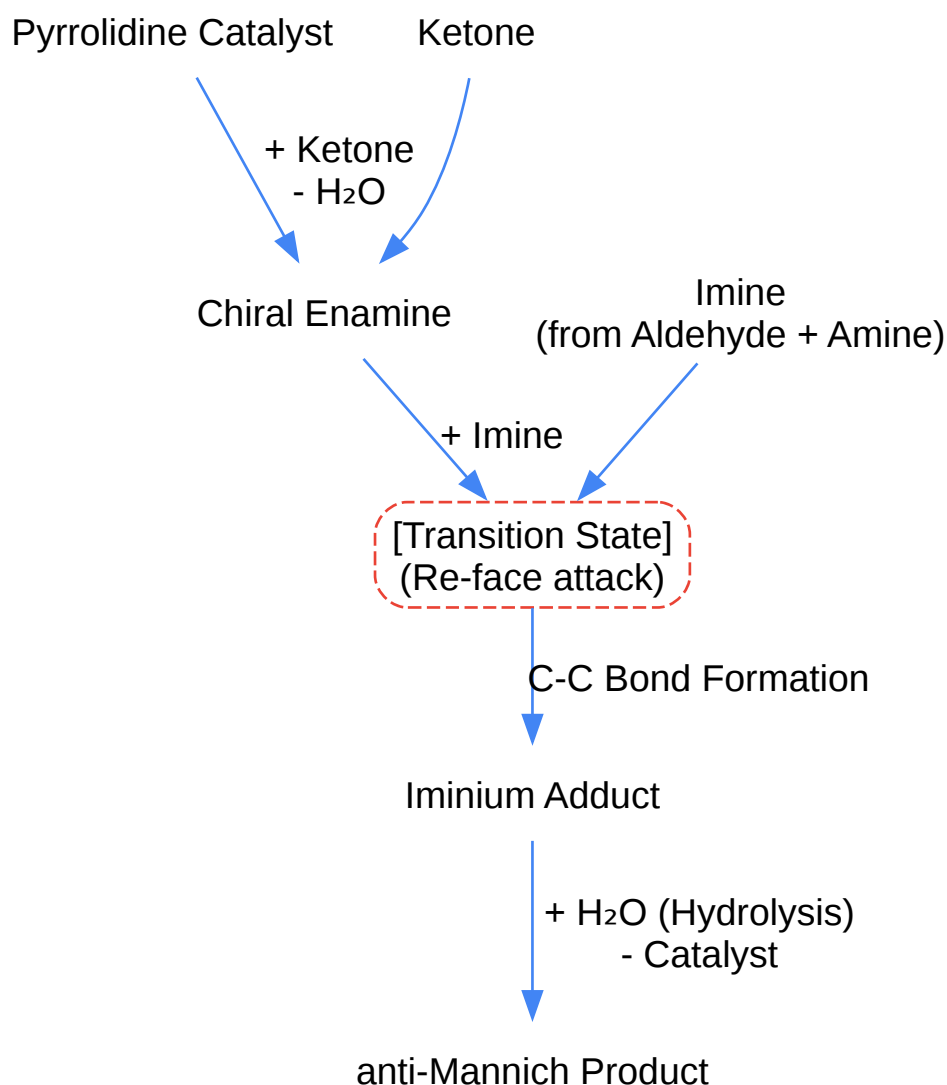 Pyrrolidine Catalyst
Ketone
+ Ketone
- H₂O
Chiral Enamine
Imine
(from Aldehyde + Amine)
+ Imine
[Transition State]
(Re-face attack)
C-C Bond Formation
Iminium Adduct
+ H₂O (Hydrolysis)
- Catalyst
anti-Mannich Product